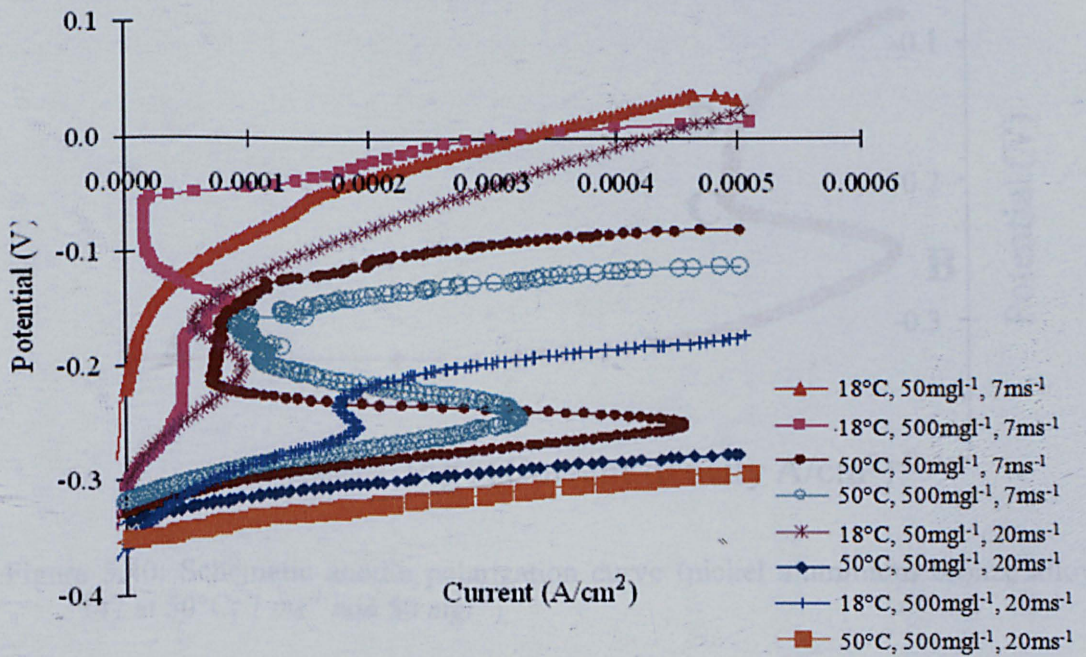 0.1
0.0
0.0000 0.0001 0.0002 0.0003 0.0004 0.0005 0.0006
-0.1
-0.2
-0.3
-0.4
Potential (V)
Current (A/cm²)
18°C, 50mgl⁻¹, 7ms⁻¹
18°C, 500mgl⁻¹, 7ms⁻¹
50°C, 50mgl⁻¹, 7ms⁻¹
50°C, 500mgl⁻¹, 7ms⁻¹
18°C, 50mgl⁻¹, 20ms⁻¹
50°C, 50mgl⁻¹, 20ms⁻¹
18°C, 500mgl⁻¹, 20ms⁻¹
50°C, 500mgl⁻¹, 20ms⁻¹